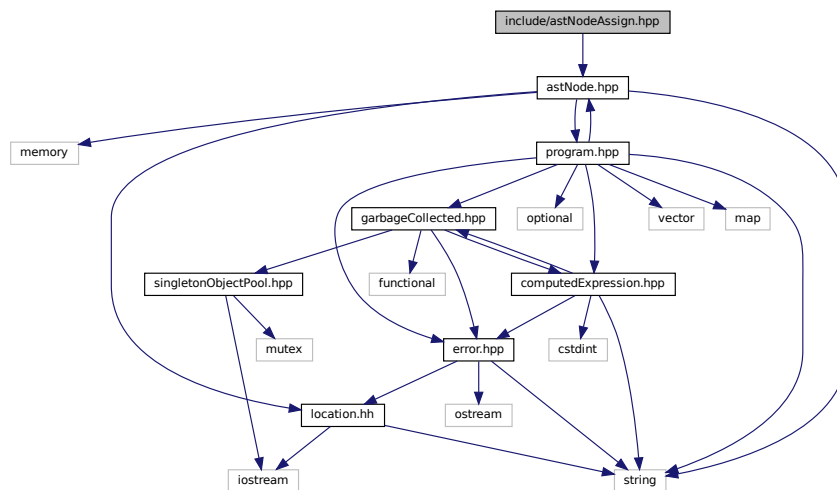 include/astNodeAssign.hpp
astNode.hpp
memory
program.hpp
garbageCollected.hpp
optional
vector
map
singletonObjectPool.hpp
functional
computedExpression.hpp
mutex
error.hpp
cstdint
location.hh
ostream
iostream
string